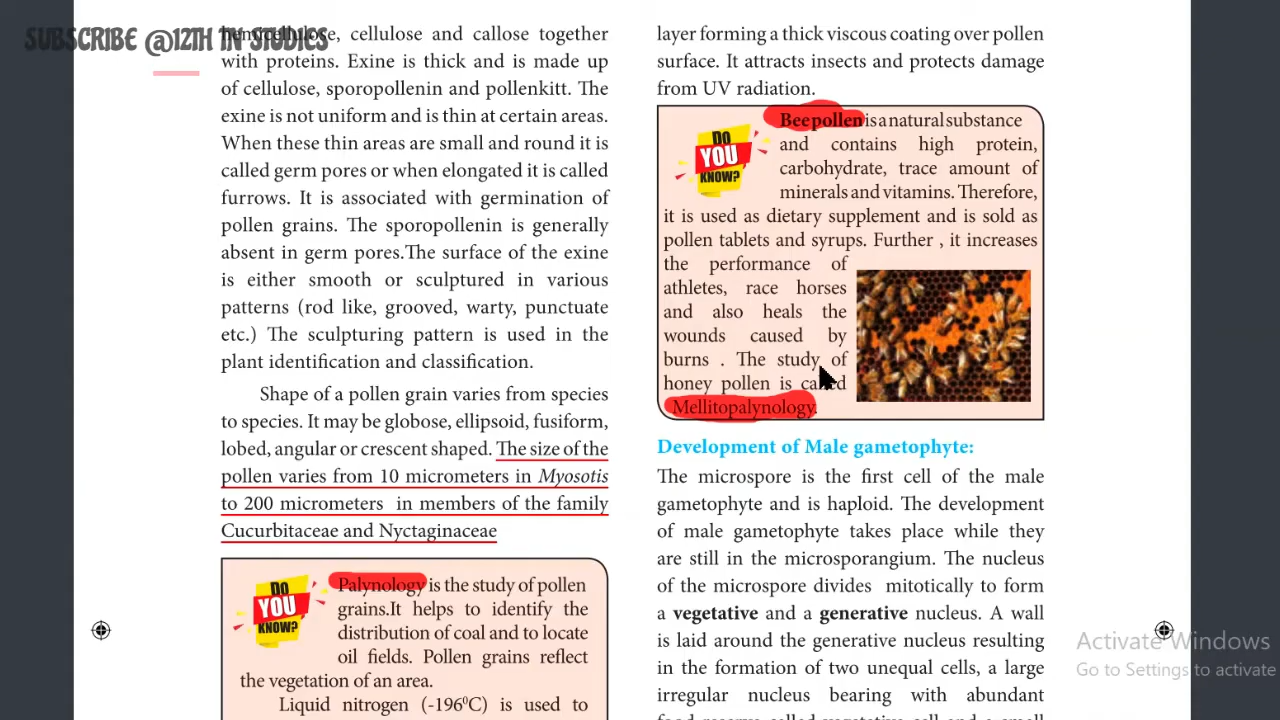 SUBSCRIBE @12TH IN STUDIES
hemicellulose, cellulose and callose together
with proteins. Exine is thick and is made up
of cellulose, sporopollenin and pollenkitt. The
exine is not uniform and is thin at certain areas.
When these thin areas are small and round it is
called germ pores or when elongated it is called
furrows. It is associated with germination of
pollen grains. The sporopollenin is generally
absent in germ pores.The surface of the exine
is either smooth or sculptured in various
patterns (rod like, grooved, warty, punctuate
etc.) The sculpturing pattern is used in the
plant identification and classification.
Shape of a pollen grain varies from species
to species. It may be globose, ellipsoid, fusiform,
lobed, angular or crescent shaped. The size of the
pollen varies from 10 micrometers in Myosotis
to 200 micrometers in members of the family
Cucurbitaceae and Nyctaginaceae
DO
YOU
KNOW?
Palynology is the study of pollen
grains.It helps to identify the
distribution of coal and to locate
oil fields. Pollen grains reflect
the vegetation of an area.
Liquid nitrogen (-196⁰C) is used to
layer forming a thick viscous coating over pollen
surface. It attracts insects and protects damage
from UV radiation.
DO
YOU
KNOW?
Bee pollen is a natural substance
and contains high protein,
carbohydrate, trace amount of
minerals and vitamins. Therefore,
it is used as dietary supplement and is sold as
pollen tablets and syrups. Further , it increases
the performance of
athletes, race horses
and also heals the
wounds caused by
burns . The study of
honey pollen is called
Mellitopalynology.
Development of Male gametophyte:
The microspore is the first cell of the male
gametophyte and is haploid. The development
of male gametophyte takes place while they
are still in the microsporangium. The nucleus
of the microspore divides mitotically to form
a vegetative and a generative nucleus. A wall
is laid around the generative nucleus resulting
in the formation of two unequal cells, a large
irregular nucleus bearing with abundant
food reserve called vegetative cell and a small
Activate Windows
Go to Settings to activate